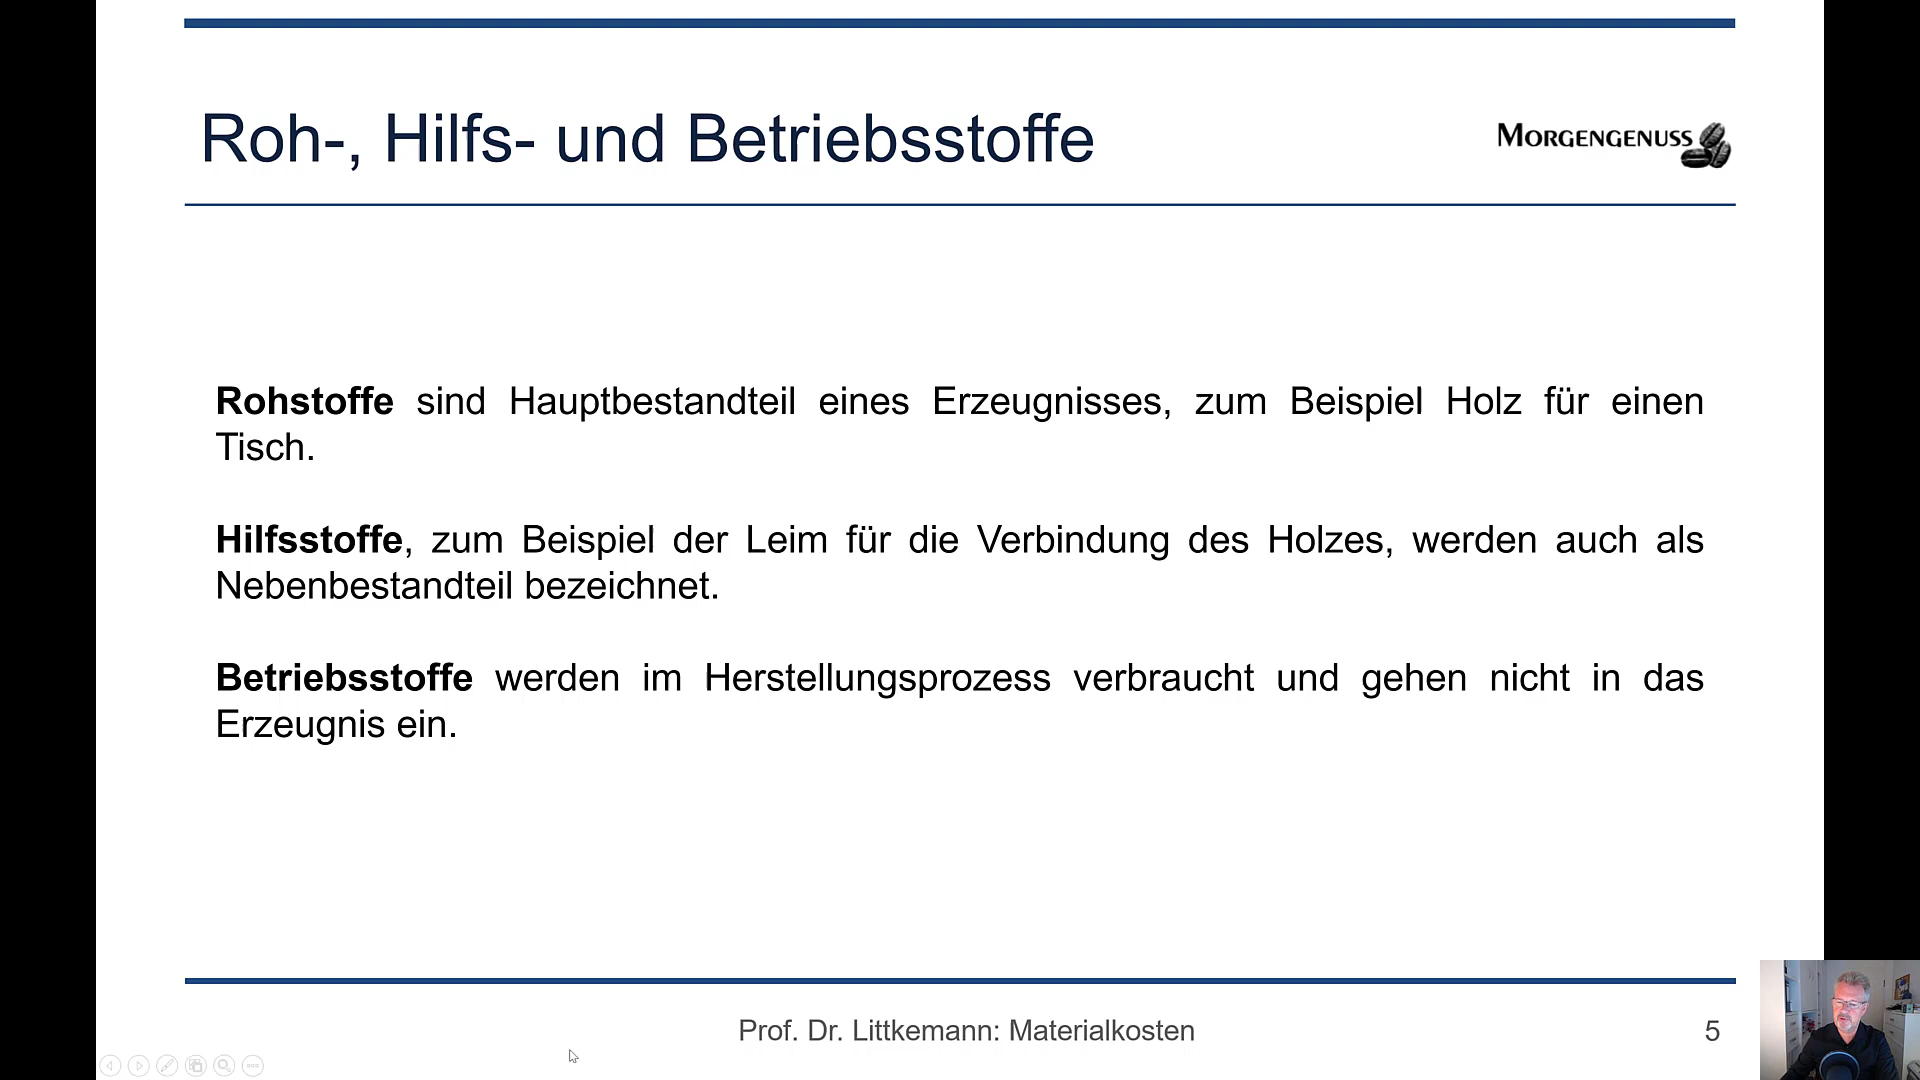 Roh-, Hilfs- und Betriebsstoffe
MORGENGENUSS
Rohstoffe sind Hauptbestandteil eines Erzeugnisses, zum Beispiel Holz für einen
Tisch.
Hilfsstoffe, zum Beispiel der Leim für die Verbindung des Holzes, werden auch als
Nebenbestandteil bezeichnet.
Betriebsstoffe werden im Herstellungsprozess verbraucht und gehen nicht in das
Erzeugnis ein.
Prof. Dr. Littkemann: Materialkosten
5